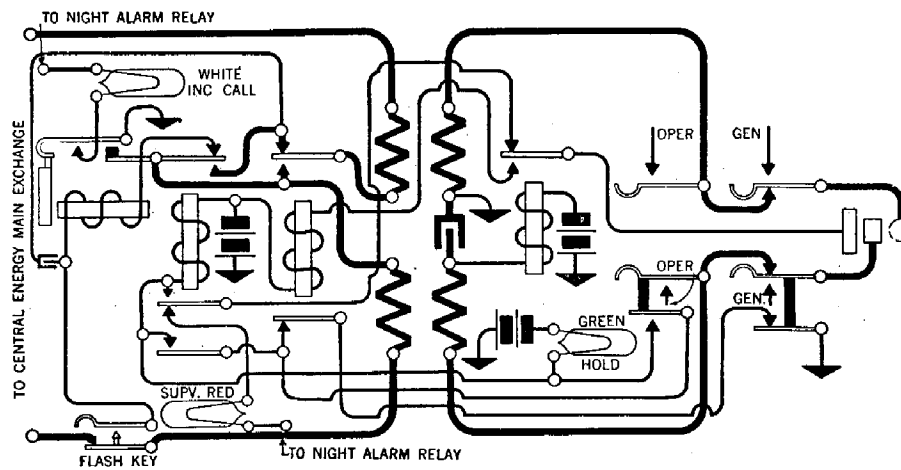 TO NIGHT ALARM RELAY
WHITE
INC CALL
OPER
GEN
TO CENTRAL ENERGY MAIN EXCHANGE
OPER
GEN.
GREEN
HOLD
SUPV. RED
TO NIGHT ALARM RELAY
FLASH KEY